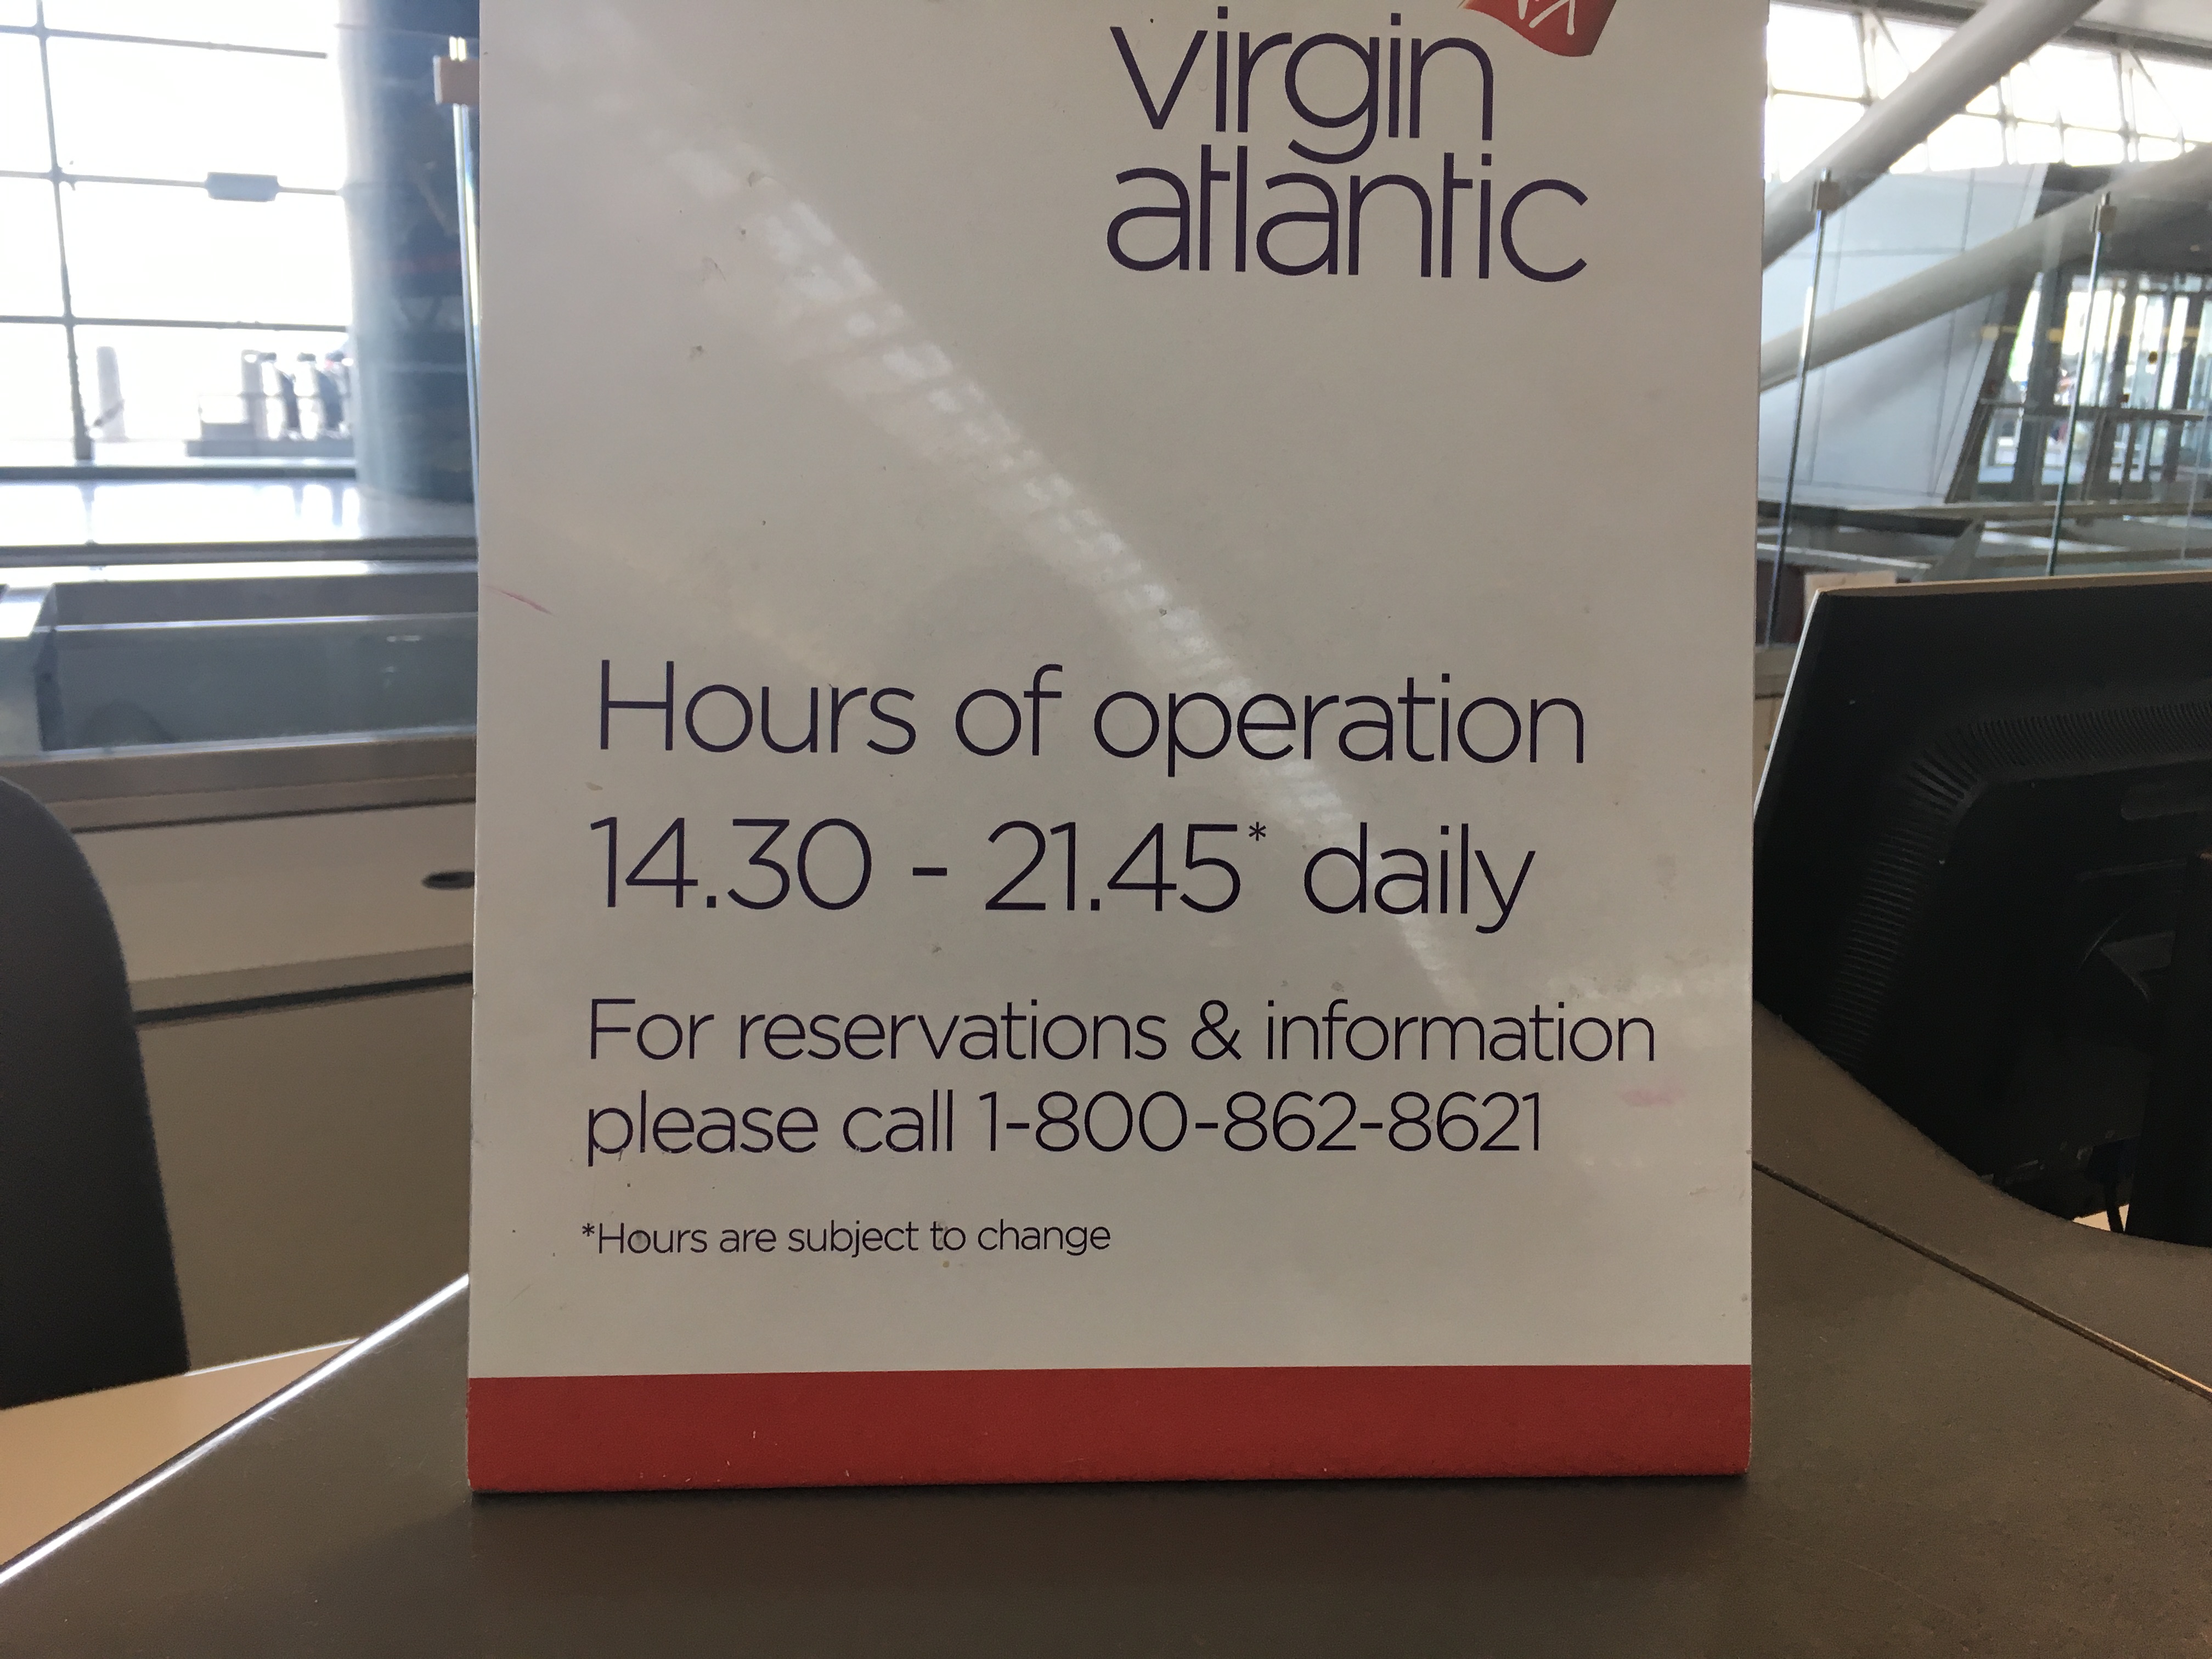 virgin
atlantic
Hours of operation
14.30 - 21.45* daily
For reservations & information
please call 1-800-862-8621
*Hours are subject to change